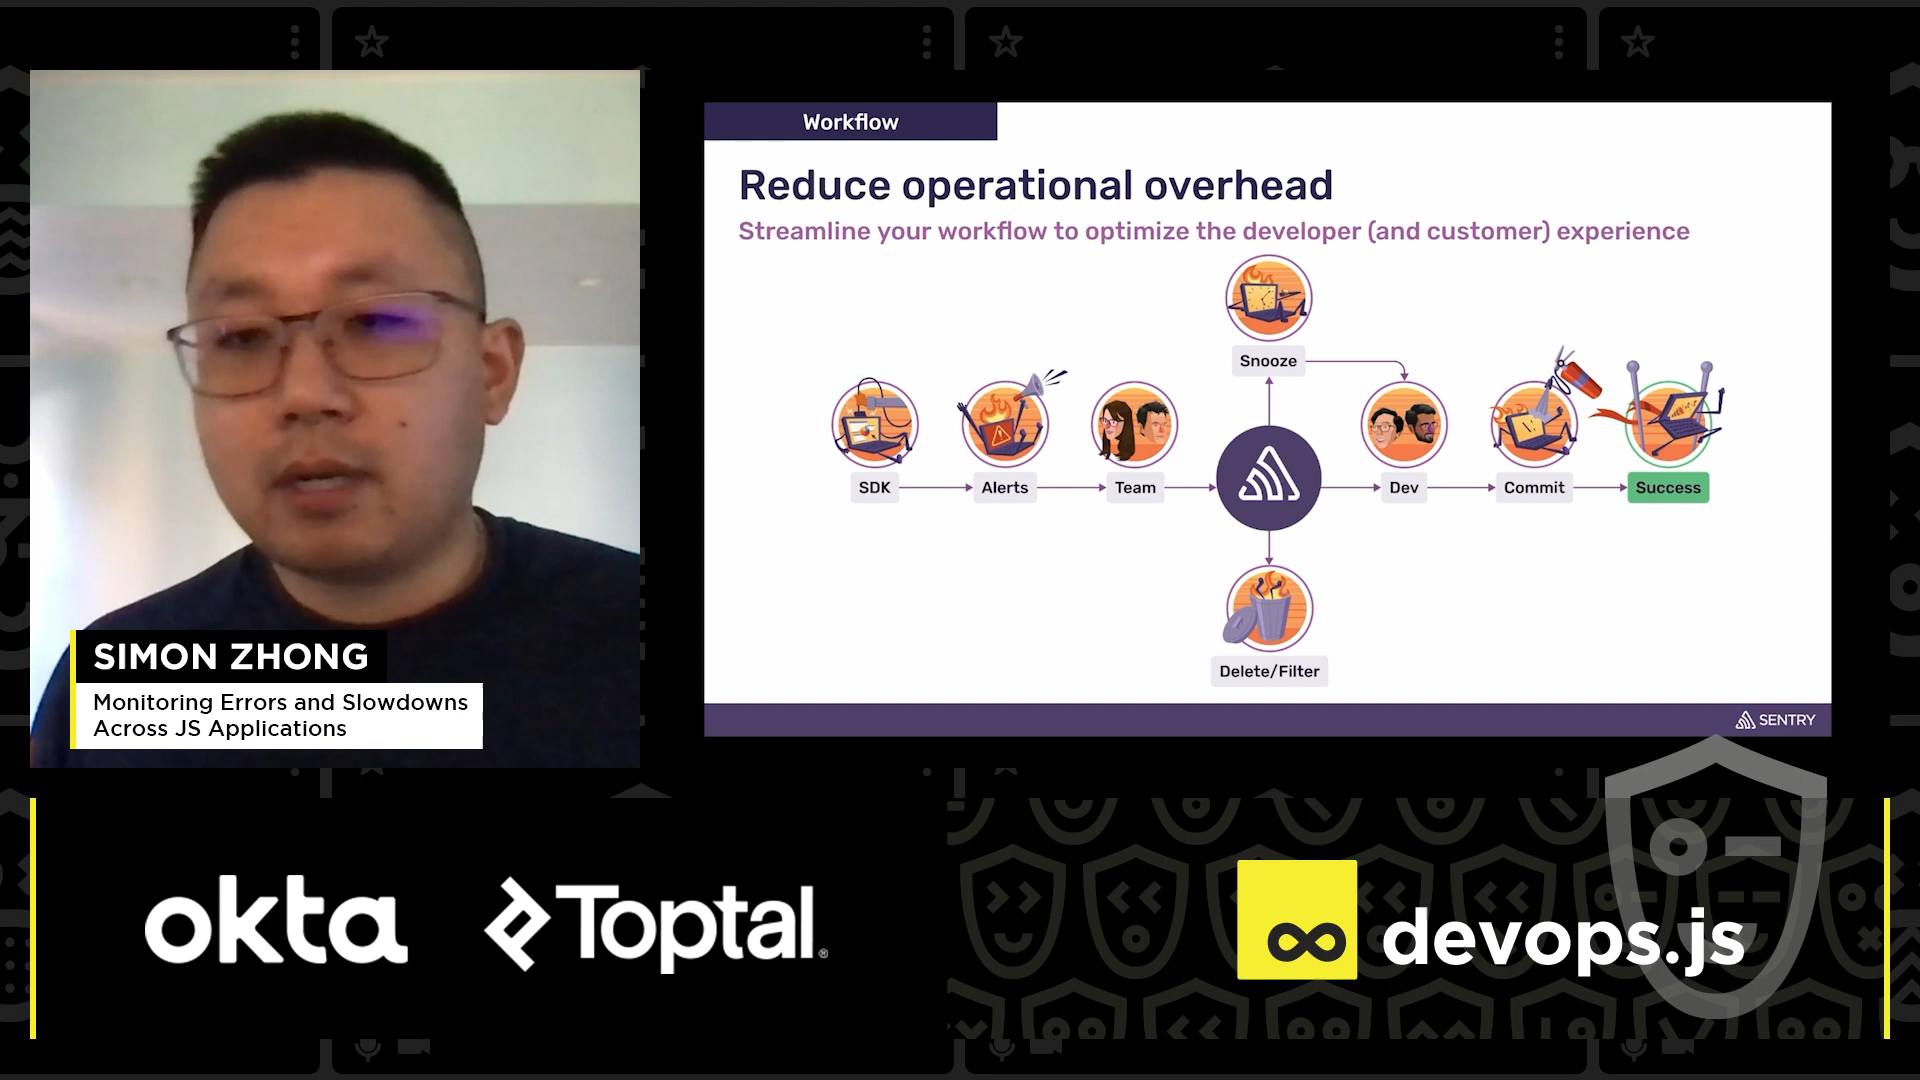 Workflow
Reduce operational overhead
Streamline your workflow to optimize the developer (and customer) experience
Snooze
SDK
Alerts
Team
Dev
Commit
Success
Delete/Filter
SENTRY
SIMON ZHONG
Monitoring Errors and Slowdowns
Across JS Applications
okta
Toptal®
devops.js